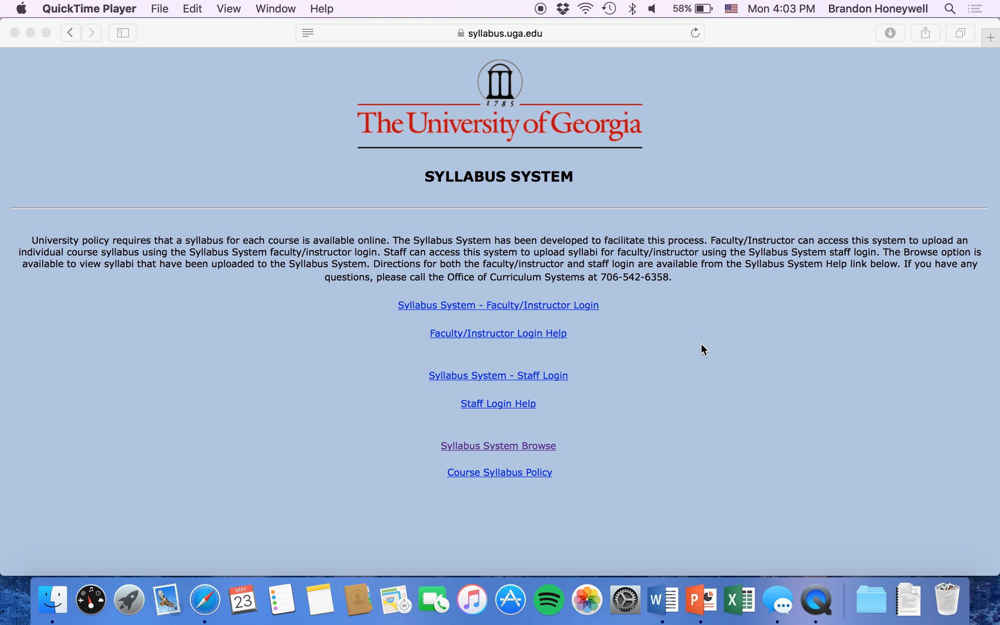 QuickTime Player File Edit View Window Help 58% Mon 4:03 PM Brandon Honeywell
syllabus.uga.edu
1785
The University of Georgia
SYLLABUS SYSTEM
University policy requires that a syllabus for each course is available online. The Syllabus System has been developed to facilitate this process. Faculty/Instructor can access this system to upload an
individual course syllabus using the Syllabus System faculty/instructor login. Staff can access this system to upload syllabi for faculty/instructor using the Syllabus System staff login. The Browse option is
available to view syllabi that have been uploaded to the Syllabus System. Directions for both the faculty/instructor and staff login are available from the Syllabus System Help link below. If you have any
questions, please call the Office of Curriculum Systems at 706-542-6358.
Syllabus System - Faculty/Instructor Login
Faculty/Instructor Login Help
Syllabus System - Staff Login
Staff Login Help
Syllabus System Browse
Course Syllabus Policy
MAY
23
280
3D
W
P
X